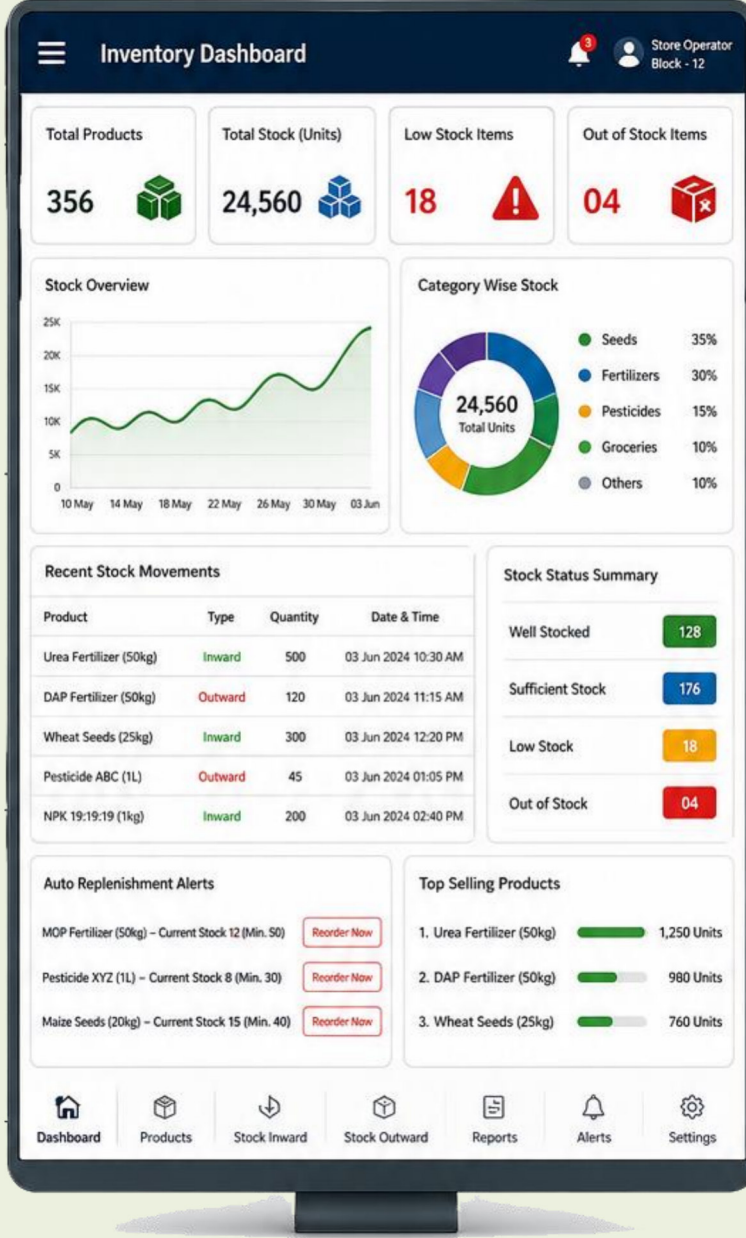 Inventory Dashboard
3
Store Operator
Block - 12
Total Products
356
Total Stock (Units)
24,560
Low Stock Items
18
Out of Stock Items
04
Stock Overview
25K
20K
15K
10K
5K
0
10 May 14 May 18 May 22 May 26 May 30 May 03 Jun
Category Wise Stock
24,560
Total Units
Seeds 35%
Fertilizers 30%
Pesticides 15%
Groceries 10%
Others 10%
Recent Stock Movements
Product Type Quantity Date & Time
Urea Fertilizer (50kg) Inward 500 03 Jun 2024 10:30 AM
DAP Fertilizer (50kg) Outward 120 03 Jun 2024 11:15 AM
Wheat Seeds (25kg) Inward 300 03 Jun 2024 12:20 PM
Pesticide ABC (1L) Outward 45 03 Jun 2024 01:05 PM
NPK 19:19:19 (1kg) Inward 200 03 Jun 2024 02:40 PM
Stock Status Summary
Well Stocked 128
Sufficient Stock 176
Low Stock 18
Out of Stock 04
Auto Replenishment Alerts
MOP Fertilizer (50kg) – Current Stock 12 (Min. 50) Reorder Now
Pesticide XYZ (1L) – Current Stock 8 (Min. 30) Reorder Now
Maize Seeds (20kg) – Current Stock 15 (Min. 40) Reorder Now
Top Selling Products
1. Urea Fertilizer (50kg) 1,250 Units
2. DAP Fertilizer (50kg) 980 Units
3. Wheat Seeds (25kg) 760 Units
Dashboard Products Stock Inward Stock Outward Reports Alerts Settings